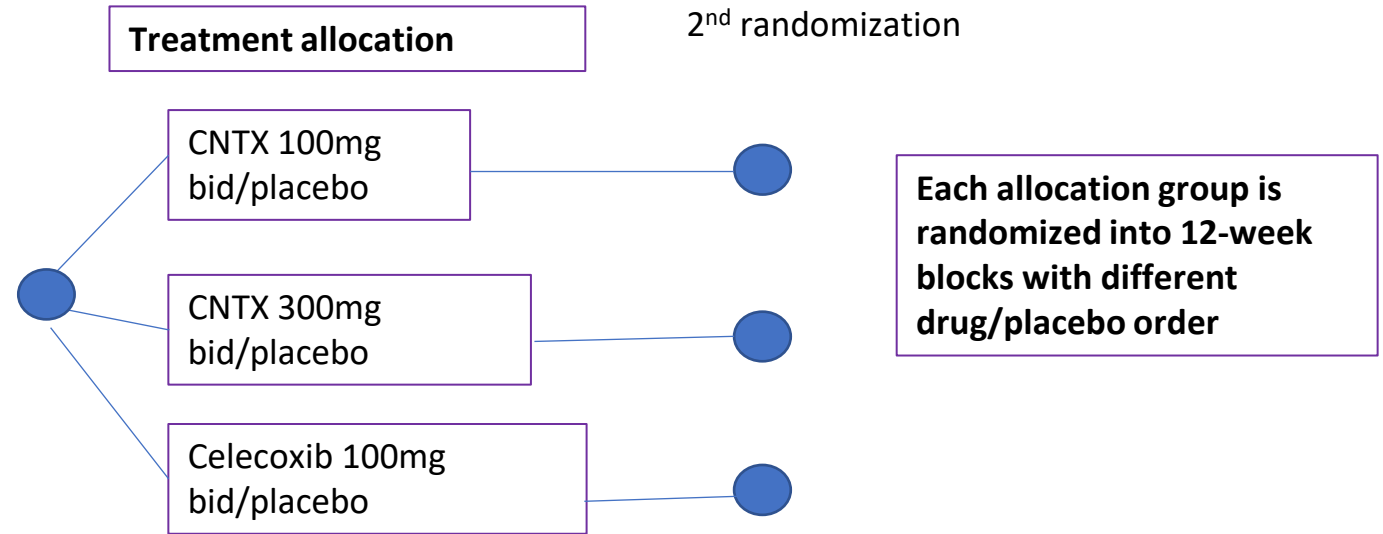 Treatment allocation
2nd randomization
CNTX 100mg
bid/placebo
CNTX 300mg
bid/placebo
Celecoxib 100mg
bid/placebo
Each allocation group is
randomized into 12-week
blocks with different
drug/placebo order